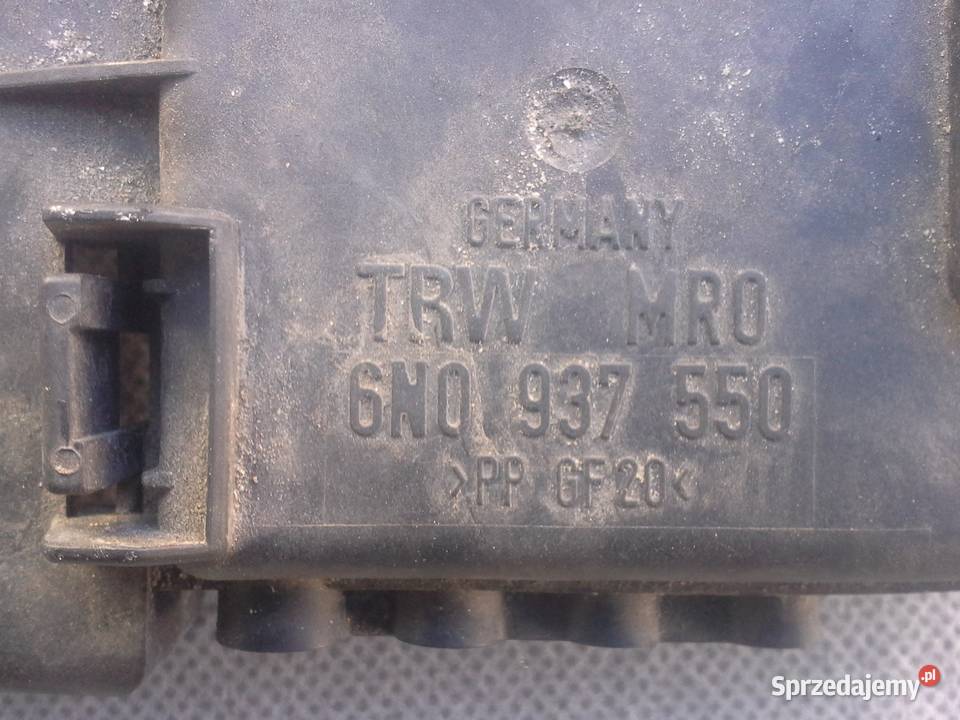 GERMANY
TRW MRO
6N0 937 550
>PP GF20<
Sprzedajemy.pl